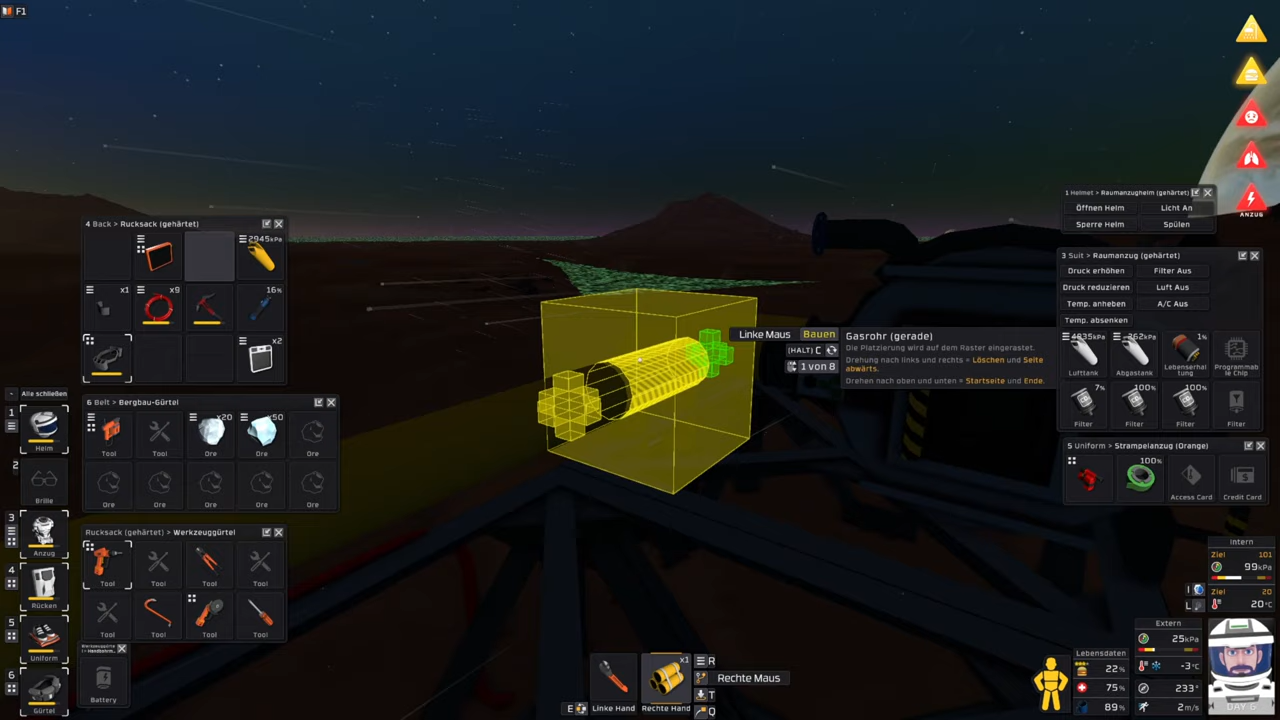 F1
ANZUG
1 Helmet > Raumanzughelm (gehärtet)
Öffnen Helm
Licht An
Sperre Helm
Spülen
4 Back > Rucksack (gehärtet)
2945kPa
x1
x9
16%
x2
3 Suit > Raumanzug (gehärtet)
Druck erhöhen
Filter Aus
Druck reduzieren
Luft Aus
Temp. anheben
A/C Aus
Temp. absenken
4835kPa
262kPa
1%
Lufttank
Abgastank
Lebenserhaltung
Programmable Chip
7%
100%
100%
Filter
Filter
Filter
Filter
Linke Maus
Bauen
(HALT) C
1 von 8
Gasrohr (gerade)
Die Platzierung wird auf dem Raster eingerastet.
Drehung nach links und rechts = Löschen und Seite
abwärts.
Drehen nach oben und unten = Startseite und Ende.
Alle schließen
1
Helm
2
Brille
3
Anzug
4
Rücken
5
Uniform
6
Gürtel
6 Belt > Bergbau-Gürtel
x20
x50
Tool
Tool
Ore
Ore
Ore
Ore
Ore
Ore
Ore
Ore
5 Uniform > Strampelanzug (Orange)
100%
Access Card
Credit Card
Rucksack (gehärtet) > Werkzeuggürtel
Tool
Tool
Tool
Tool
Tool
Tool
Tool
Tool
Battery
x1
R
Rechte Maus
T
E
Linke Hand
Rechte Hand
Q
Intern
Ziel 101
99kPa
Ziel 20
20°C
I
L
Extern
25kPa
-3°C
233°
2m/s
Lebensdaten
22%
75%
89%
DAY 6